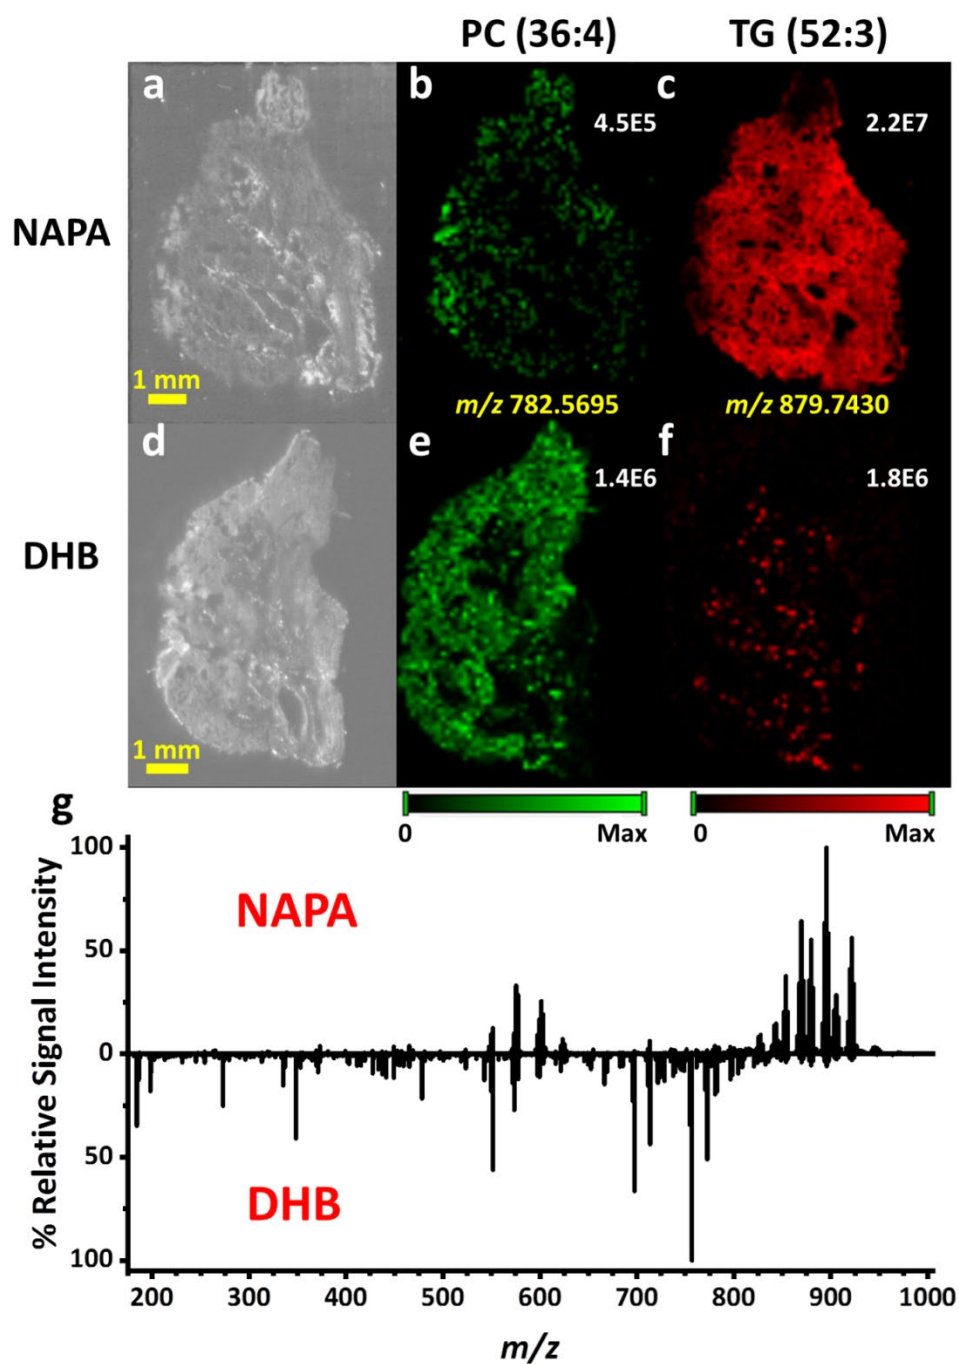 PC (36:4) TG (52:3)
a b c
4.5E5 2.2E7
NAPA
1 mm
m/z 782.5695 m/z 879.7430
d e f
1.4E6 1.8E6
DHB
1 mm
0 Max 0 Max
g
% Relative Signal Intensity
100
50
0
50
100
NAPA
DHB
200 300 400 500 600 700 800 900 1000
m/z